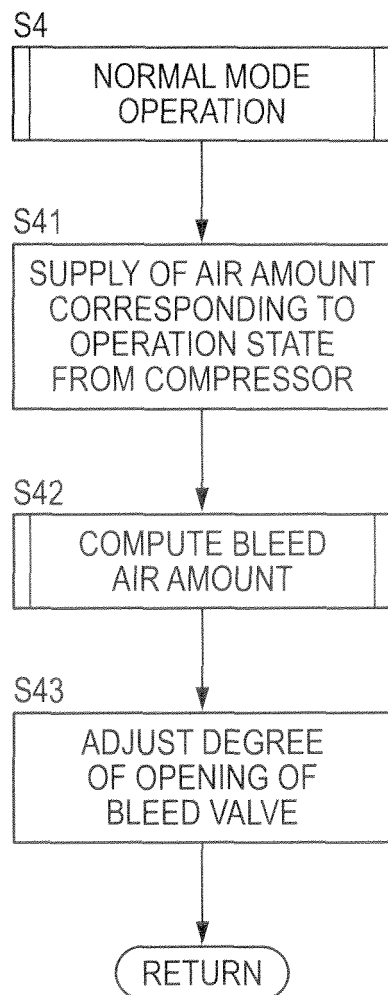 S4
NORMAL MODE
OPERATION
S41
SUPPLY OF AIR AMOUNT
CORRESPONDING TO
OPERATION STATE
FROM COMPRESSOR
S42
COMPUTE BLEED
AIR AMOUNT
S43
ADJUST DEGREE
OF OPENING OF
BLEED VALVE
RETURN